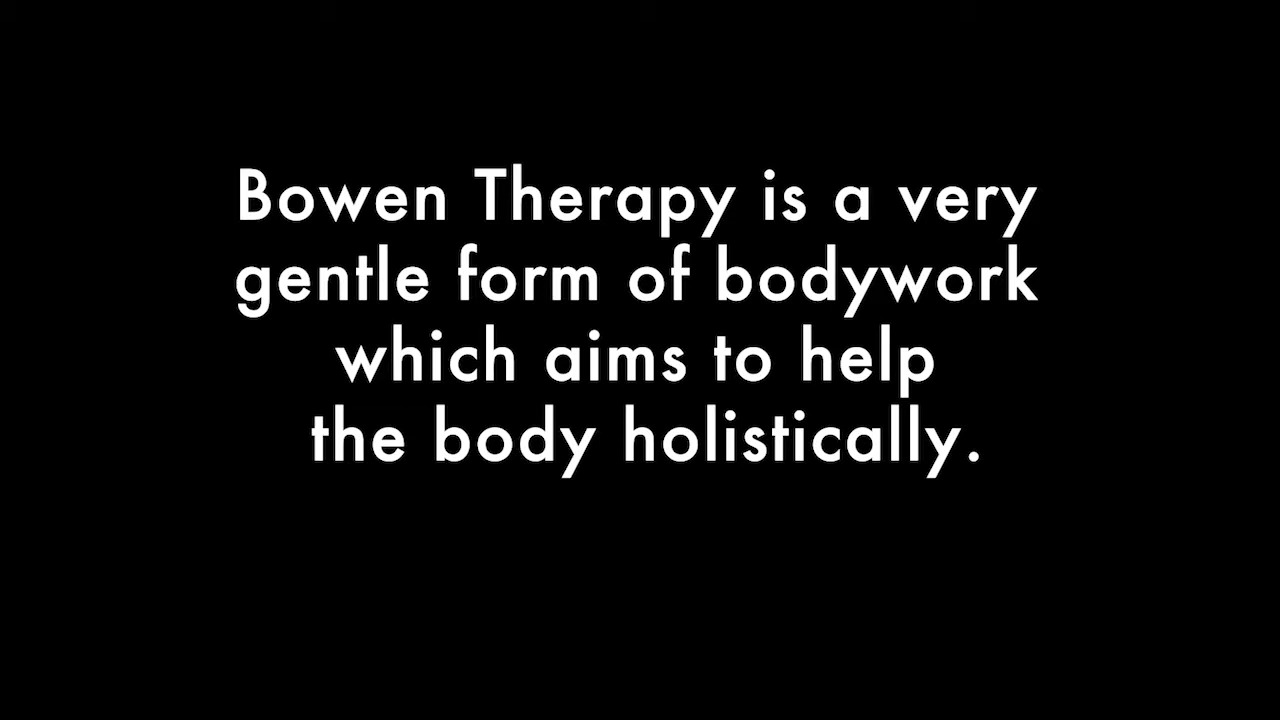 Bowen Therapy is a very
gentle form of bodywork
which aims to help
the body holistically.